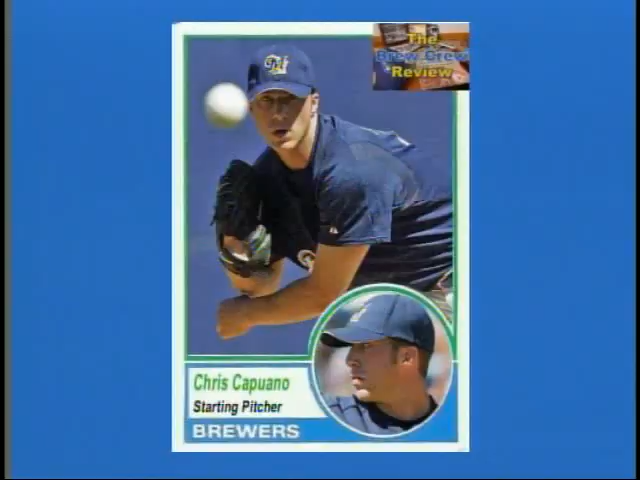 The
Brew Crew
Review
Chris Capuano
Starting Pitcher
BREWERS